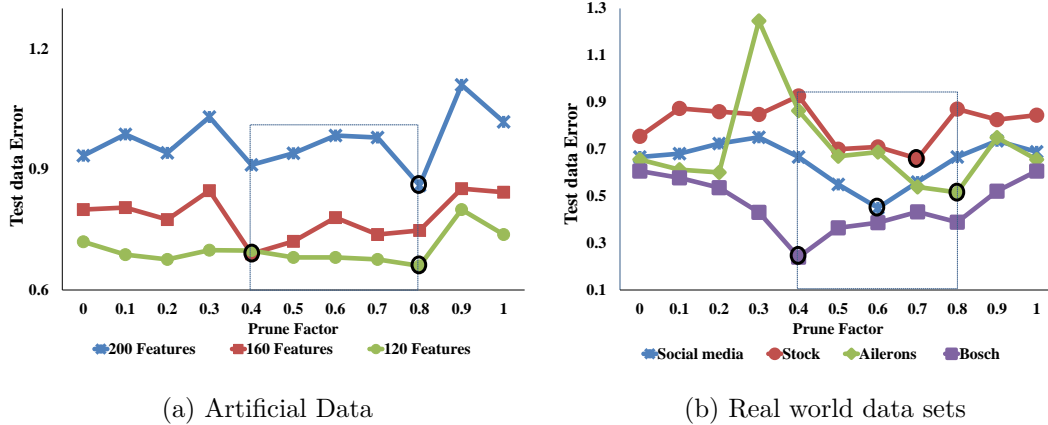 1.2
0.9
0.6
Test data Error
0 0.1 0.2 0.3 0.4 0.5 0.6 0.7 0.8 0.9 1
Prune Factor
200 Features 160 Features 120 Features
(a) Artificial Data
1.3
1.1
0.9
0.7
0.5
0.3
0.1
Test data Error
0 0.1 0.2 0.3 0.4 0.5 0.6 0.7 0.8 0.9 1
Prune Factor
Social media Stock Ailerons Bosch
(b) Real world data sets